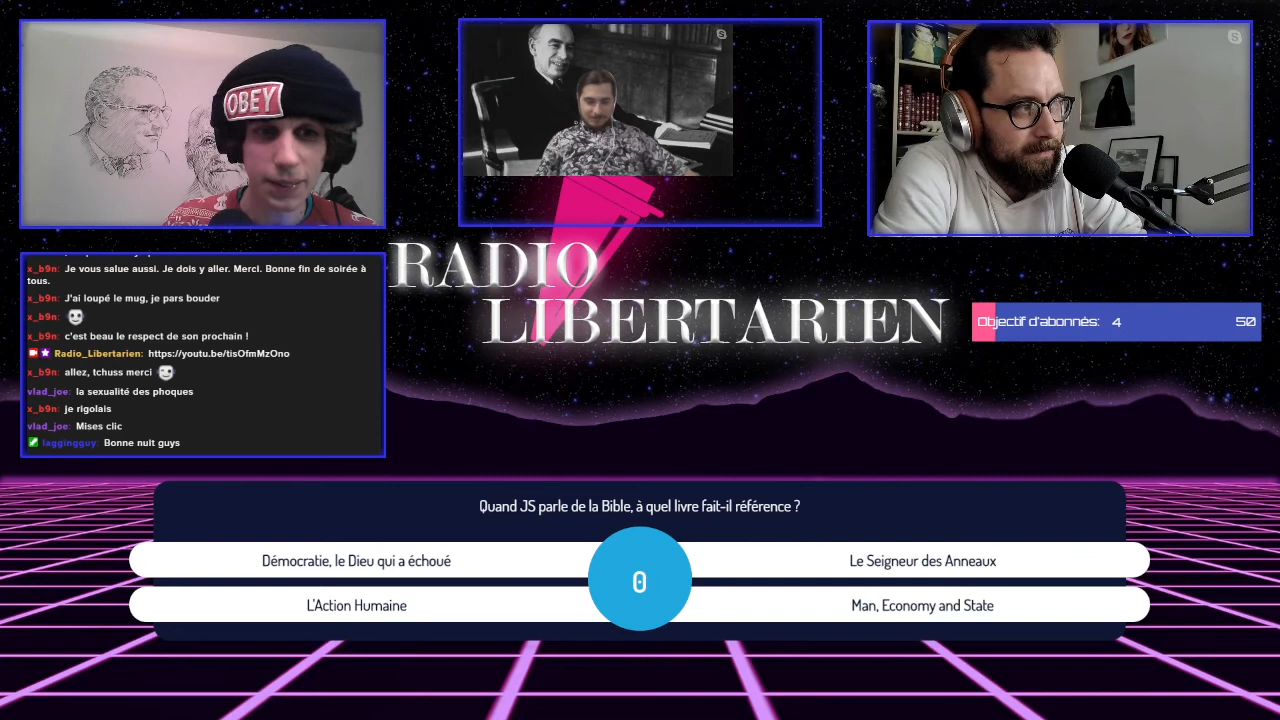 OBEY
RADIO
LIBERTARIEN
x_b9n: Je vous salue aussi. Je dois y aller. Merci. Bonne fin de soirée à
tous.
x_b9n: J'ai loupé le mug, je pars bouder
x_b9n:
x_b9n: c'est beau le respect de son prochain !
Radio_Libertarien: https://youtu.be/tisOfmMzOno
x_b9n: allez, tchuss merci
vlad_joe: la sexualité des phoques
x_b9n: je rigolais
vlad_joe: Mises clic
laggingguy: Bonne nuit guys
Objectif d'abonnés: 4 50
Quand JS parle de la Bible, à quel livre fait-il référence ?
Démocratie, le Dieu qui a échoué
Le Seigneur des Anneaux
0
L'Action Humaine
Man, Economy and State